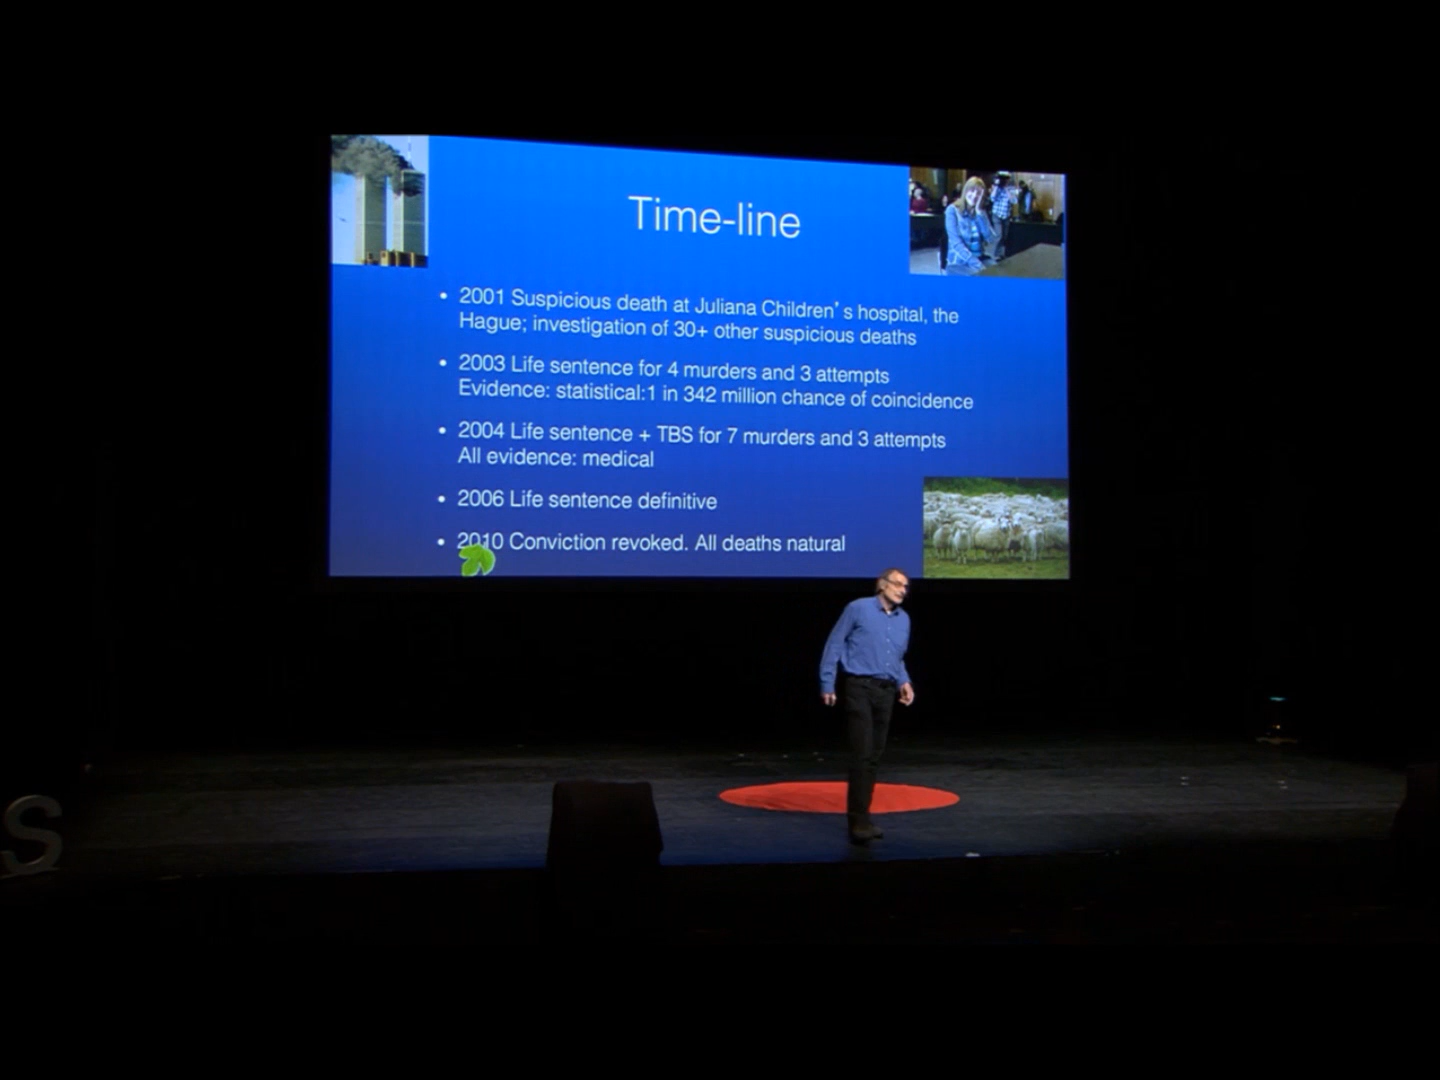 Time-line
• 2001 Suspicious death at Juliana Children's hospital, the
Hague; investigation of 30+ other suspicious deaths
• 2003 Life sentence for 4 murders and 3 attempts
Evidence: statistical:1 in 342 million chance of coincidence
• 2004 Life sentence + TBS for 7 murders and 3 attempts
All evidence: medical
• 2006 Life sentence definitive
• 2010 Conviction revoked. All deaths natural
S